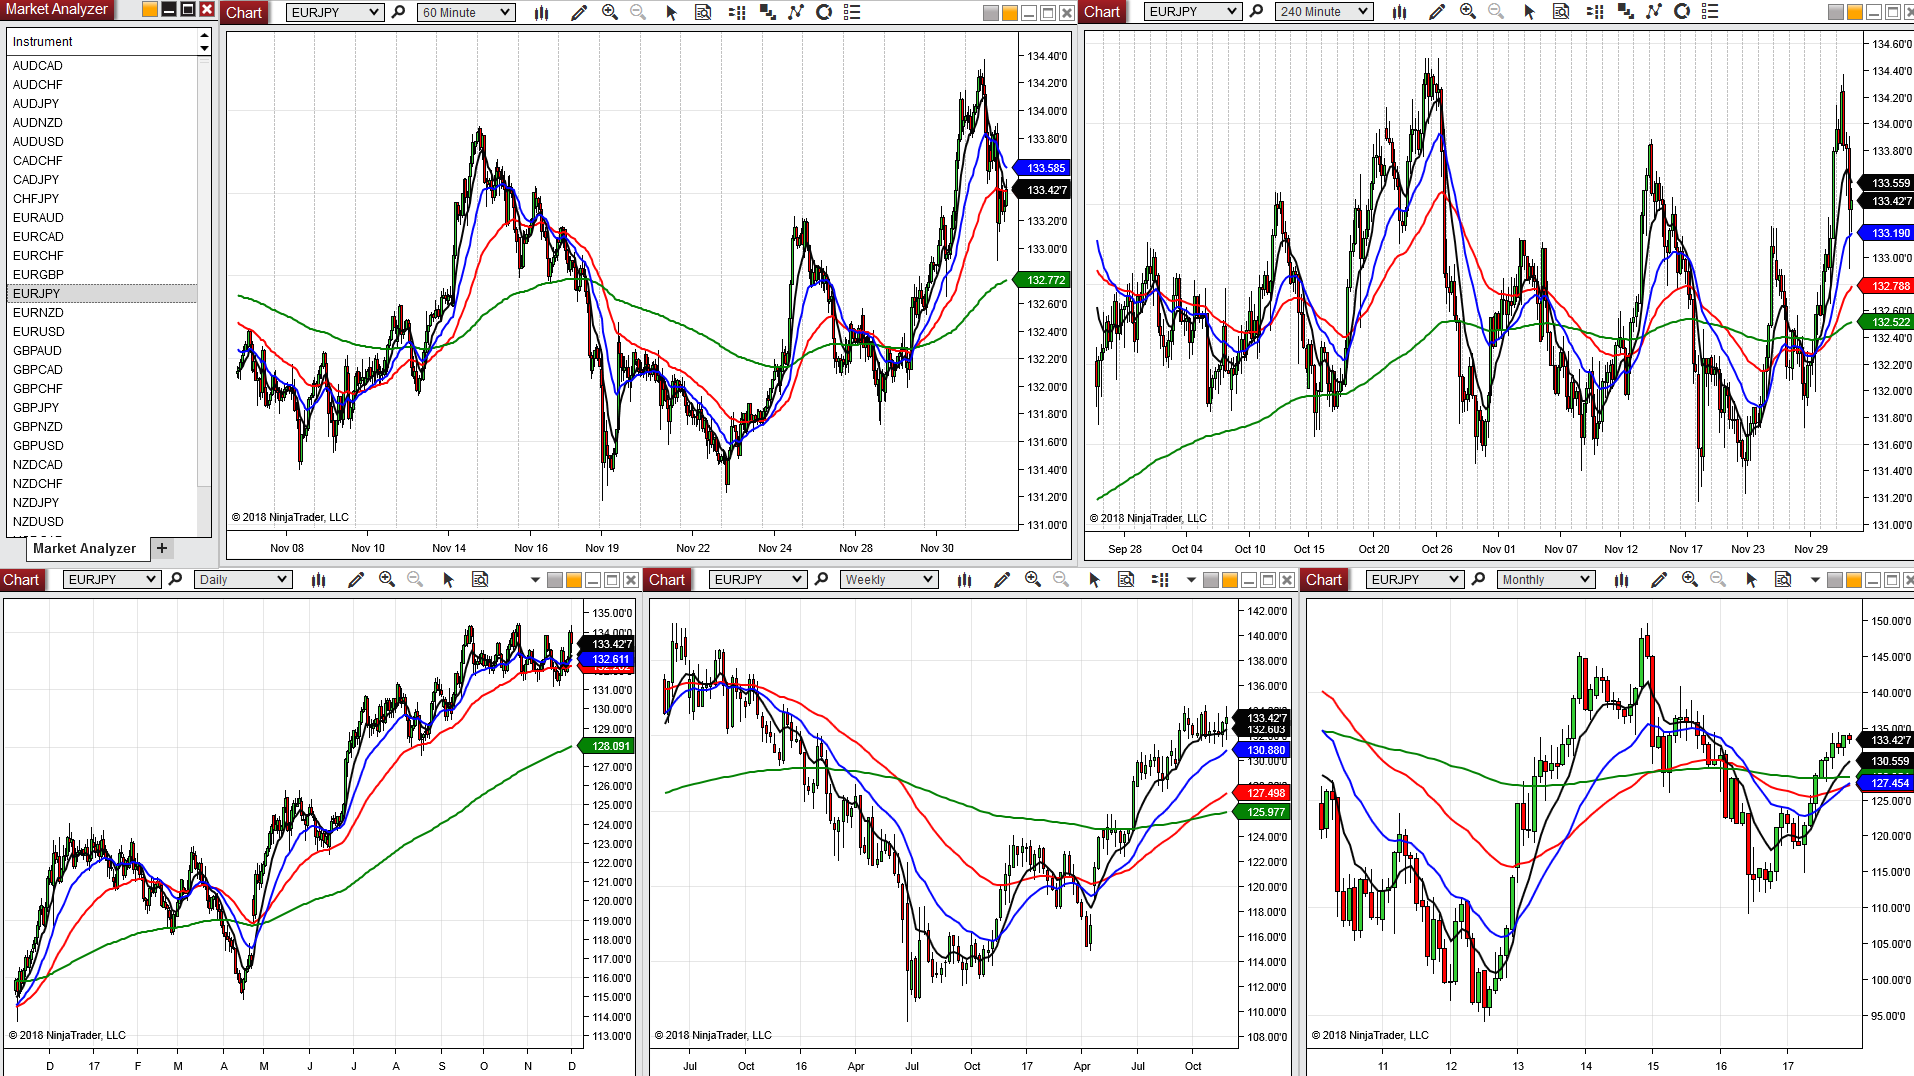 Market Analyzer
Instrument
AUDCAD
AUDCHF
AUDJPY
AUDNZD
AUDUSD
CADCHF
CADJPY
CHFJPY
EURAUD
EURCAD
EURCHF
EURGBP
EURJPY
EURNZD
EURUSD
GBPAUD
GBPCAD
GBPCHF
GBPJPY
GBPNZD
GBPUSD
NZDCAD
NZDCHF
NZDJPY
NZDUSD
Market Analyzer +
Chart EURJPY 60 Minute
134.40'0
134.20'0
134.00'0
133.80'0
133.585
133.42'7
133.20'0
133.00'0
132.772
132.60'0
132.40'0
132.20'0
132.00'0
131.80'0
131.60'0
131.40'0
131.20'0
131.00'0
© 2018 NinjaTrader, LLC
Nov 08 Nov 10 Nov 14 Nov 16 Nov 19 Nov 22 Nov 24 Nov 28 Nov 30
Chart EURJPY 240 Minute
134.60'0
134.40'0
134.20'0
134.00'0
133.80'0
133.559
133.42'7
133.190
133.00'0
132.788
132.522
132.40'0
132.20'0
132.00'0
131.80'0
131.60'0
131.40'0
131.20'0
131.00'0
© 2018 NinjaTrader, LLC
Sep 28 Oct 04 Oct 10 Oct 15 Oct 20 Oct 26 Nov 01 Nov 07 Nov 12 Nov 17 Nov 23 Nov 29
Chart EURJPY Daily
135.00'0
134.00'0
133.42'7
132.611
131.00'0
130.00'0
129.00'0
128.091
127.00'0
126.00'0
125.00'0
124.00'0
123.00'0
122.00'0
121.00'0
120.00'0
119.00'0
118.00'0
117.00'0
116.00'0
115.00'0
114.00'0
113.00'0
© 2018 NinjaTrader, LLC
D 17 F M A M J J A S O N D
Chart EURJPY Weekly
142.00'0
140.00'0
138.00'0
136.00'0
133.42'7
132.603
130.880
130.00'0
127.498
125.977
124.00'0
122.00'0
120.00'0
118.00'0
116.00'0
114.00'0
112.00'0
110.00'0
108.00'0
© 2018 NinjaTrader, LLC
Jul Oct 16 Apr Jul Oct 17 Apr Jul Oct
Chart EURJPY Monthly
150.00'0
145.00'0
140.00'0
135.00'0
133.42'7
130.559
127.454
125.00'0
120.00'0
115.00'0
110.00'0
105.00'0
100.00'0
95.00'0
© 2018 NinjaTrader, LLC
11 12 13 14 15 16 17